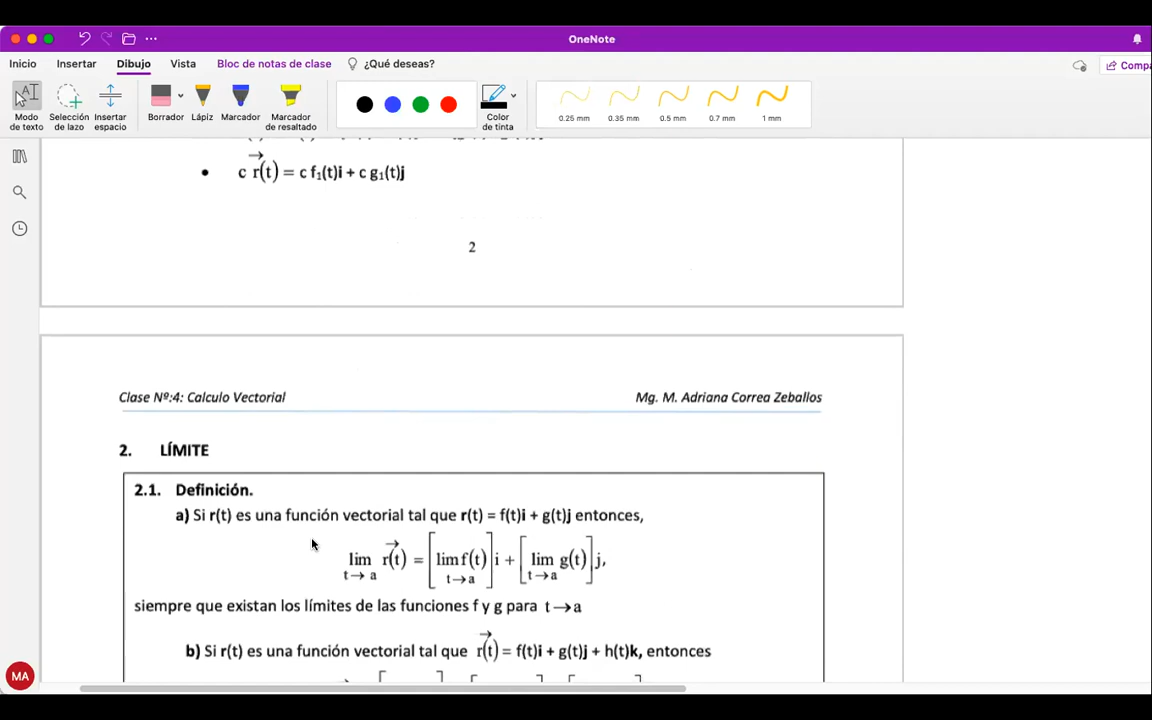 OneNote
Inicio Insertar Dibujo Vista Bloc de notas de clase ¿Qué deseas?
Modo de texto
Selección de lazo
Insertar espacio
Borrador
Lápiz
Marcador
Marcador de resaltado
Color de tinta
0.25 mm 0.35 mm 0.5 mm 0.7 mm 1 mm
• c r(t) = c f₁(t)i + c g₁(t)j
2
Clase Nº:4: Calculo Vectorial Mg. M. Adriana Correa Zeballos
2. LÍMITE
2.1. Definición.
a) Si r(t) es una función vectorial tal que r(t) = f(t)i + g(t)j entonces,
lim r(t) = [lim f(t)] i + [lim g(t)] j,
t→a t→a t→a
siempre que existan los límites de las funciones f y g para t→a
b) Si r(t) es una función vectorial tal que r(t) = f(t)i + g(t)j + h(t)k, entonces
MA